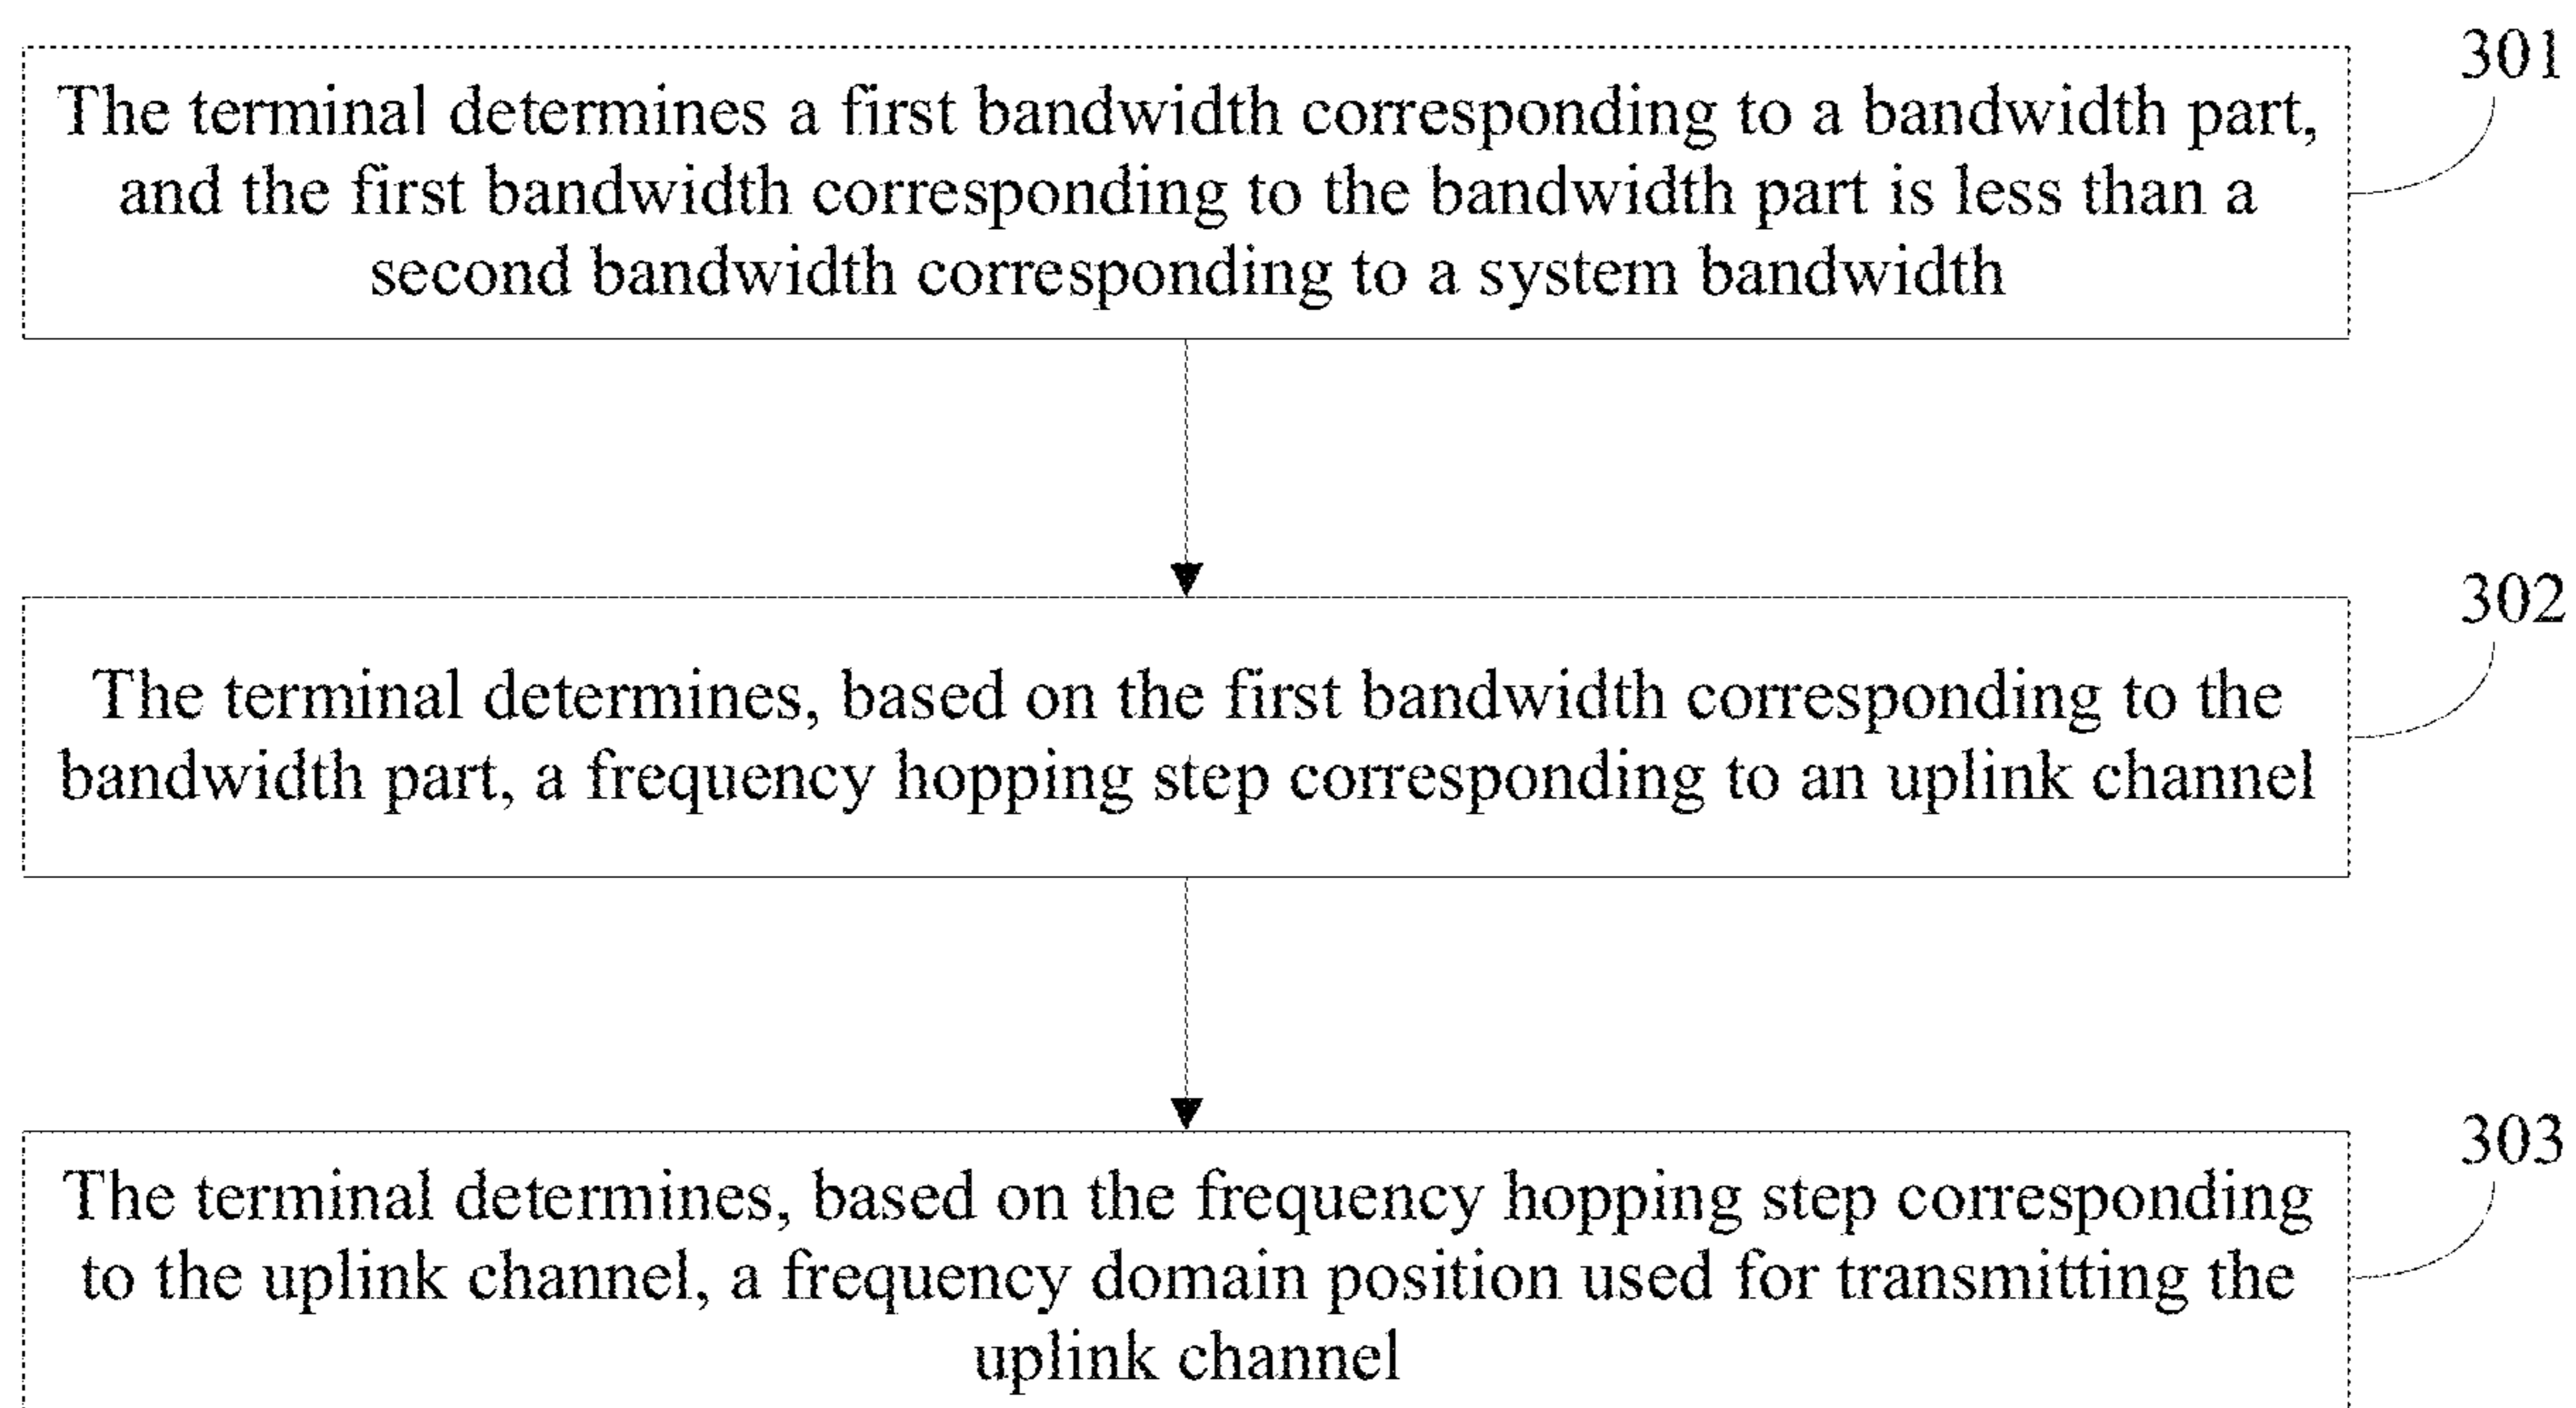 301
The terminal determines a first bandwidth corresponding to a bandwidth part,
and the first bandwidth corresponding to the bandwidth part is less than a
second bandwidth corresponding to a system bandwidth
302
The terminal determines, based on the first bandwidth corresponding to the
bandwidth part, a frequency hopping step corresponding to an uplink channel
303
The terminal determines, based on the frequency hopping step corresponding
to the uplink channel, a frequency domain position used for transmitting the
uplink channel